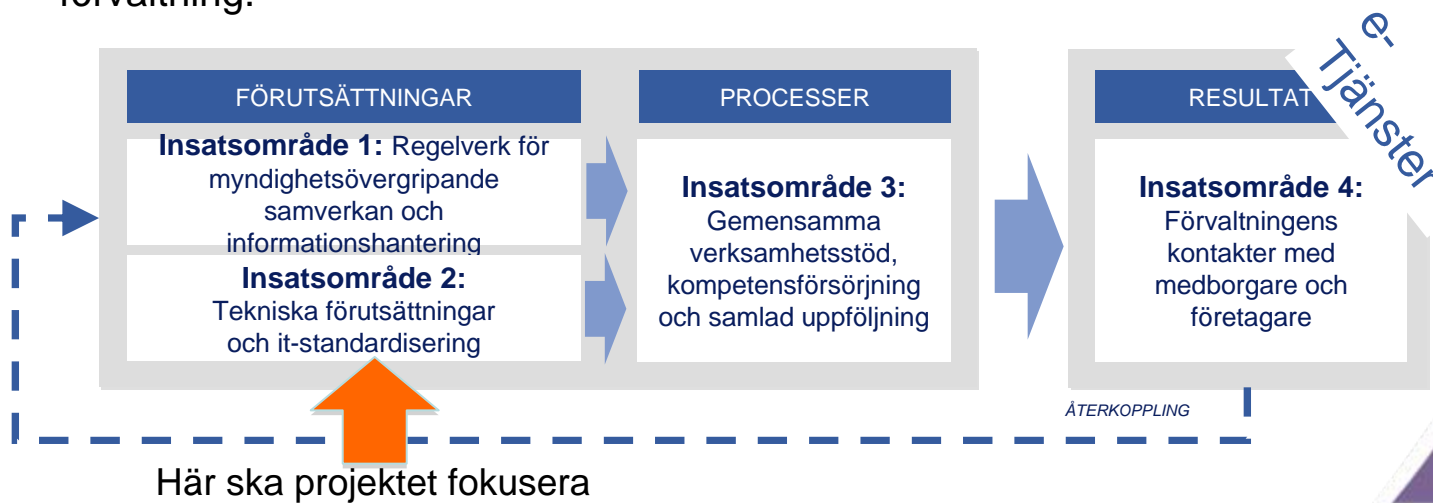 förvaltning.
e-
Tjänster
FÖRUTSÄTTNINGAR
PROCESSER
RESULTAT
Insatsområde 1: Regelverk för
myndighetsövergripande
samverkan och
informationshantering
Insatsområde 2:
Tekniska förutsättningar
och it-standardisering
Insatsområde 3:
Gemensamma
verksamhetsstöd,
kompetensförsörjning
och samlad uppföljning
Insatsområde 4:
Förvaltningens
kontakter med
medborgare och
företagare
ÅTERKOPPLING
Här ska projektet fokusera